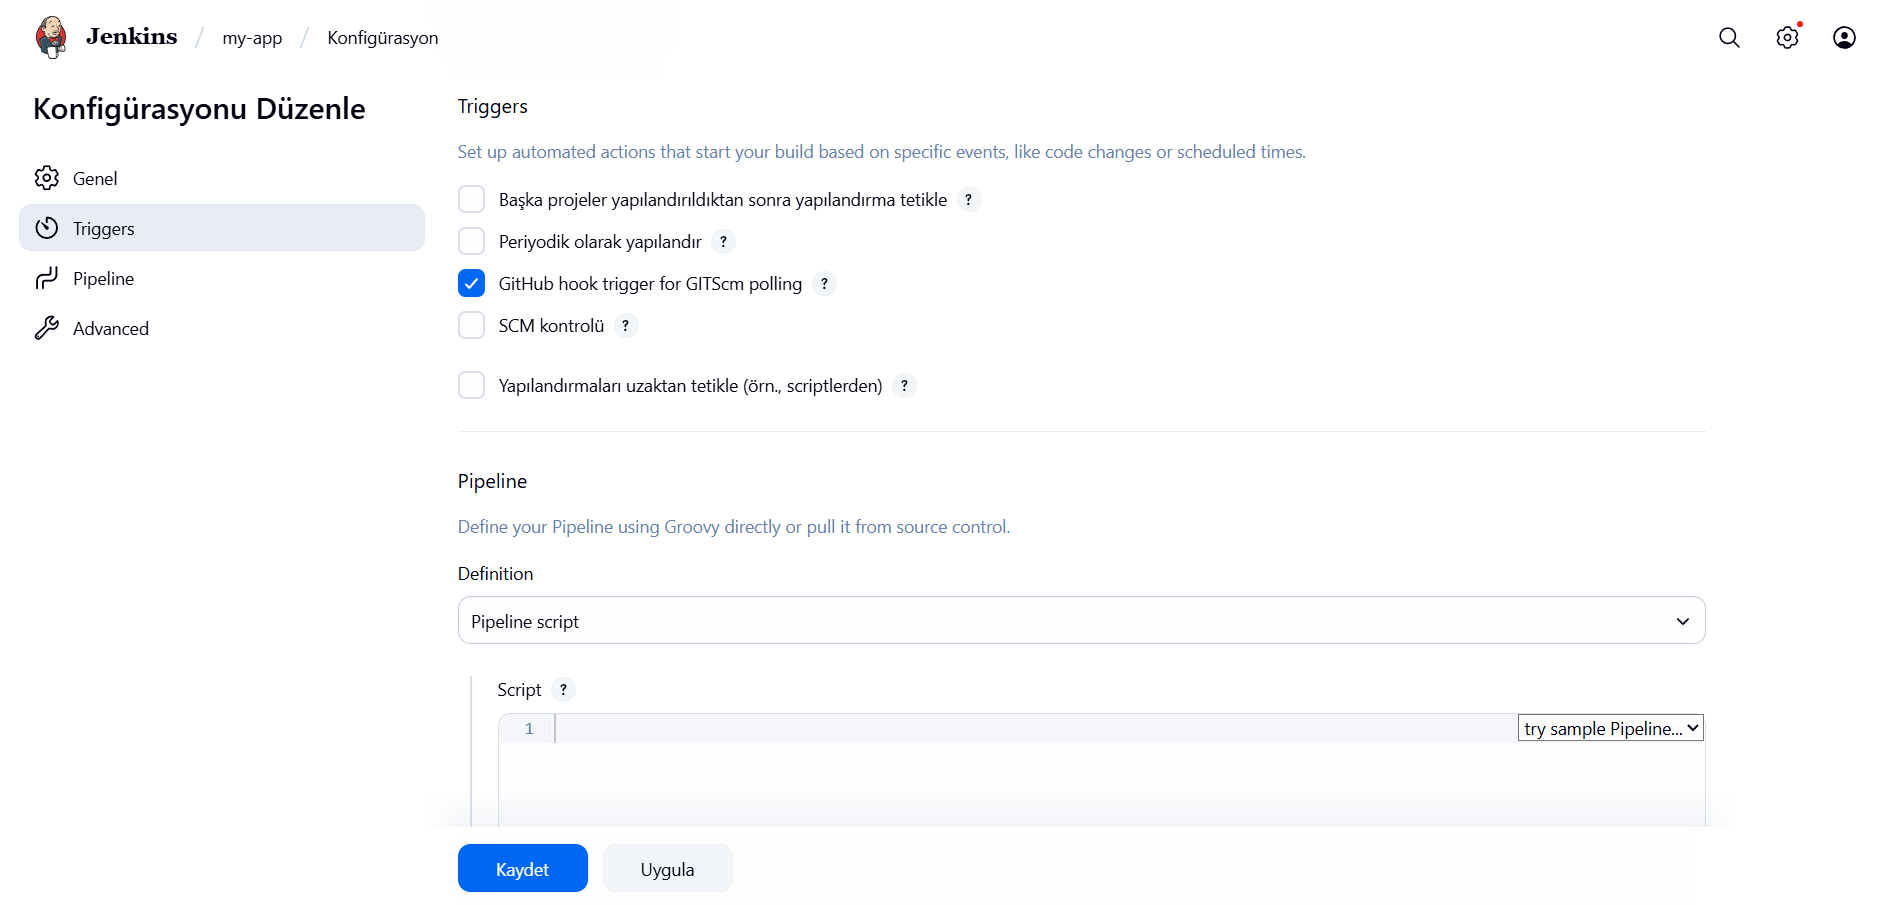 Jenkins / my-app / Konfigürasyon
Konfigürasyonu Düzenle
Genel
Triggers
Pipeline
Advanced
Triggers
Set up automated actions that start your build based on specific events, like code changes or scheduled times.
Başka projeler yapılandırıldıktan sonra yapılandırma tetikle ?
Periyodik olarak yapılandır ?
GitHub hook trigger for GITScm polling ?
SCM kontrolü ?
Yapılandırmaları uzaktan tetikle (örn., scriptlerden) ?
Pipeline
Define your Pipeline using Groovy directly or pull it from source control.
Definition
Pipeline script
Script ?
1 try sample Pipeline...
Kaydet Uygula